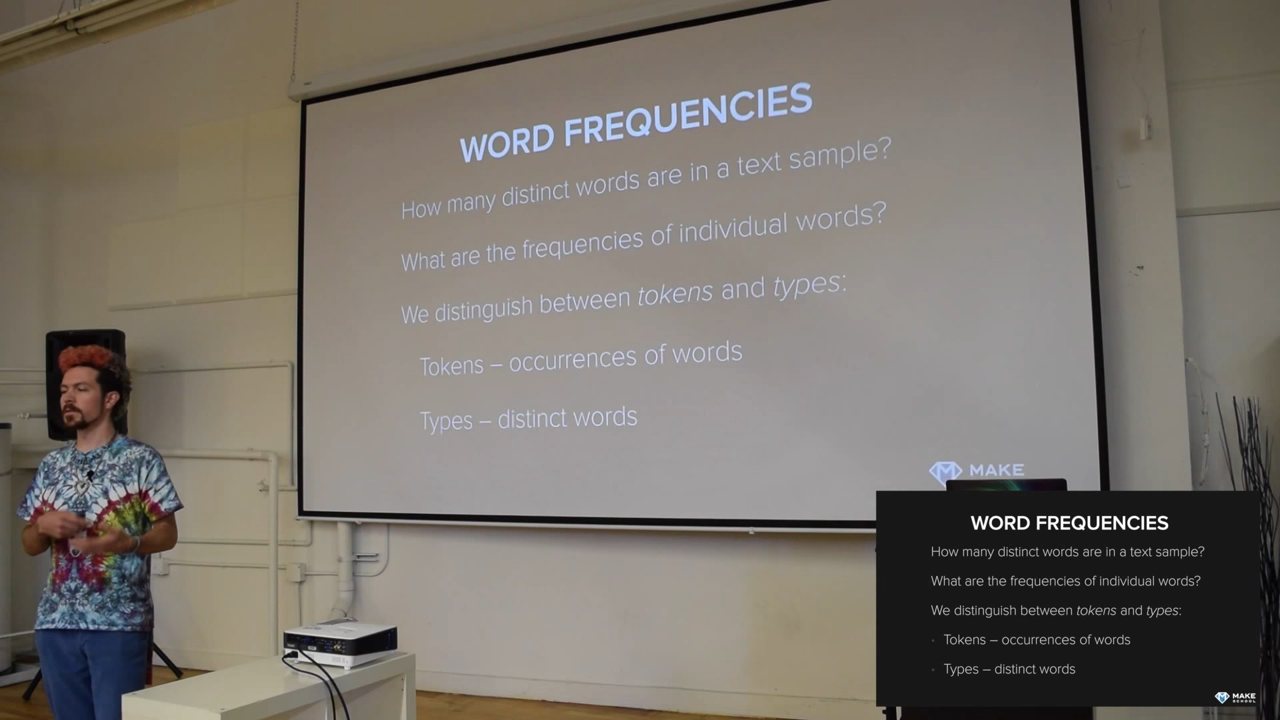 WORD FREQUENCIES
How many distinct words are in a text sample?
What are the frequencies of individual words?
We distinguish between tokens and types:
Tokens – occurrences of words
Types – distinct words
MAKE
WORD FREQUENCIES
How many distinct words are in a text sample?
What are the frequencies of individual words?
We distinguish between tokens and types:
Tokens – occurrences of words
Types – distinct words
MAKE
SCHOOL